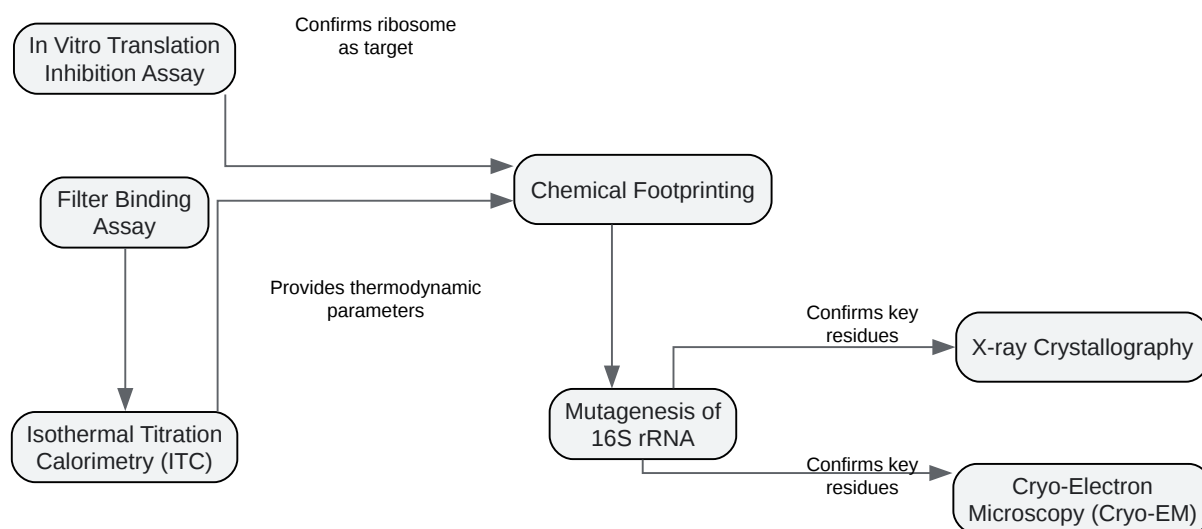 In Vitro Translation
Inhibition Assay
Confirms ribosome
as target
Filter Binding
Assay
Chemical Footprinting
Provides thermodynamic
parameters
Confirms key
residues
X-ray Crystallography
Isothermal Titration
Calorimetry (ITC)
Mutagenesis of
16S rRNA
Confirms key
residues
Cryo-Electron
Microscopy (Cryo-EM)